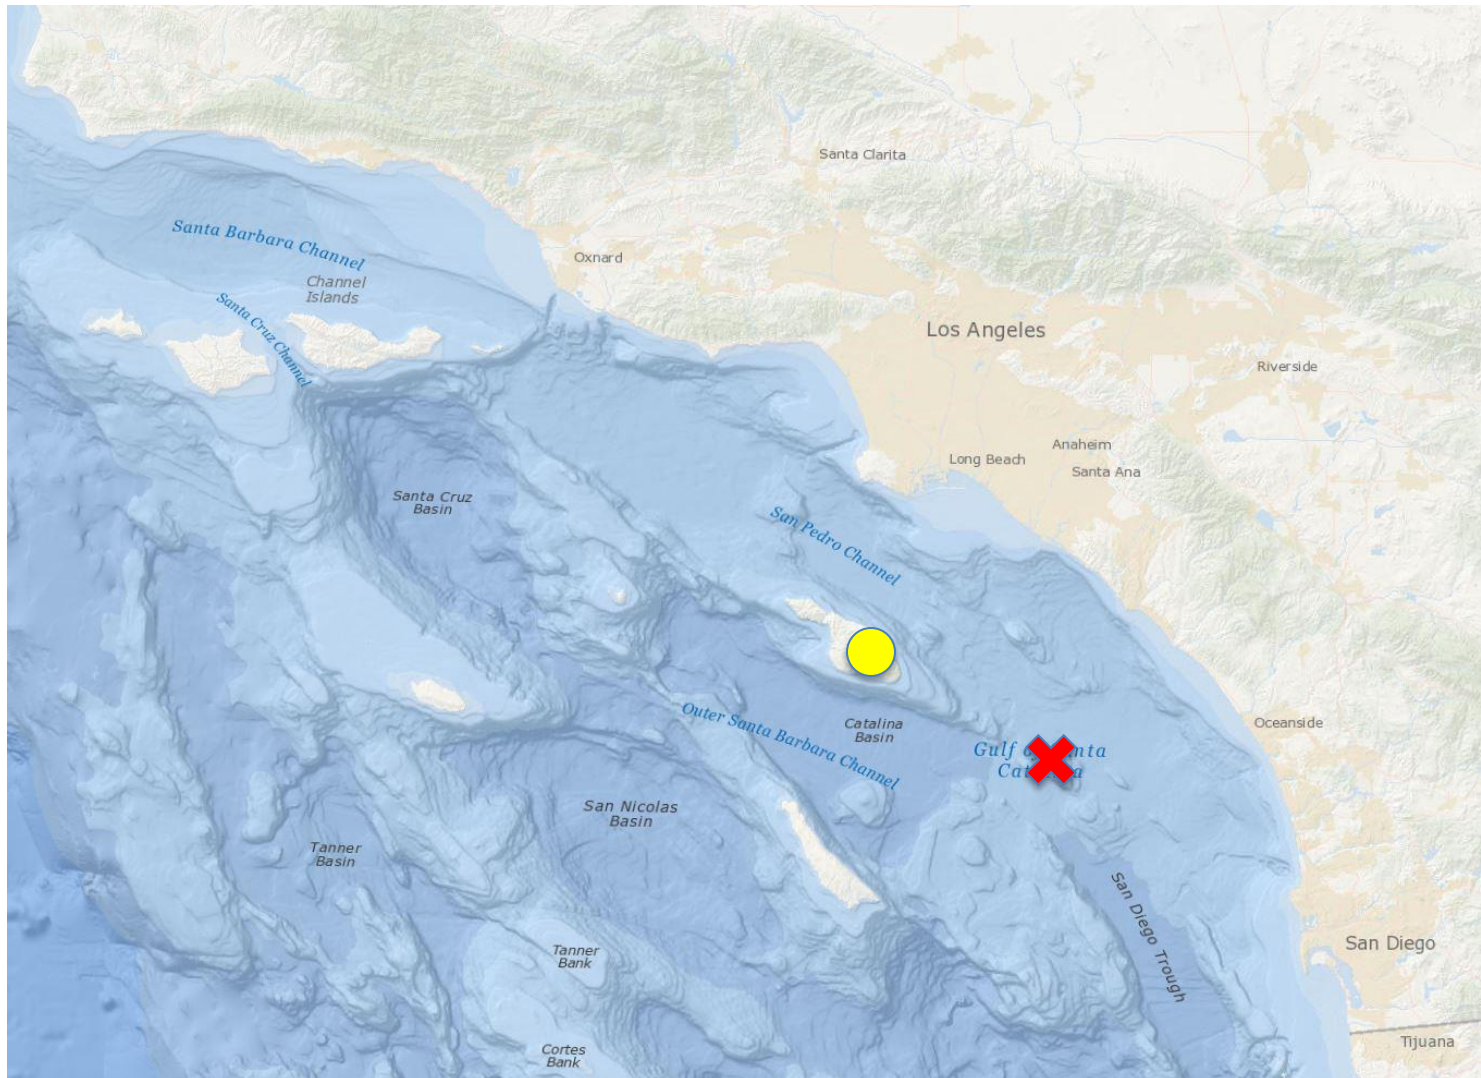 Santa Clarita
Santa Barbara Channel
Oxnard
Channel
Islands
Santa Cruz Channel
Los Angeles
Riverside
Anaheim
Long Beach
Santa Ana
Santa Cruz
Basin
San Pedro Channel
Outer Santa Barbara Channel
Catalina
Basin
Oceanside
Gulf
San Nicolas
Basin
Tanner
Basin
San Diego Trough
San Diego
Tanner
Bank
Cortes
Bank
Tijuana